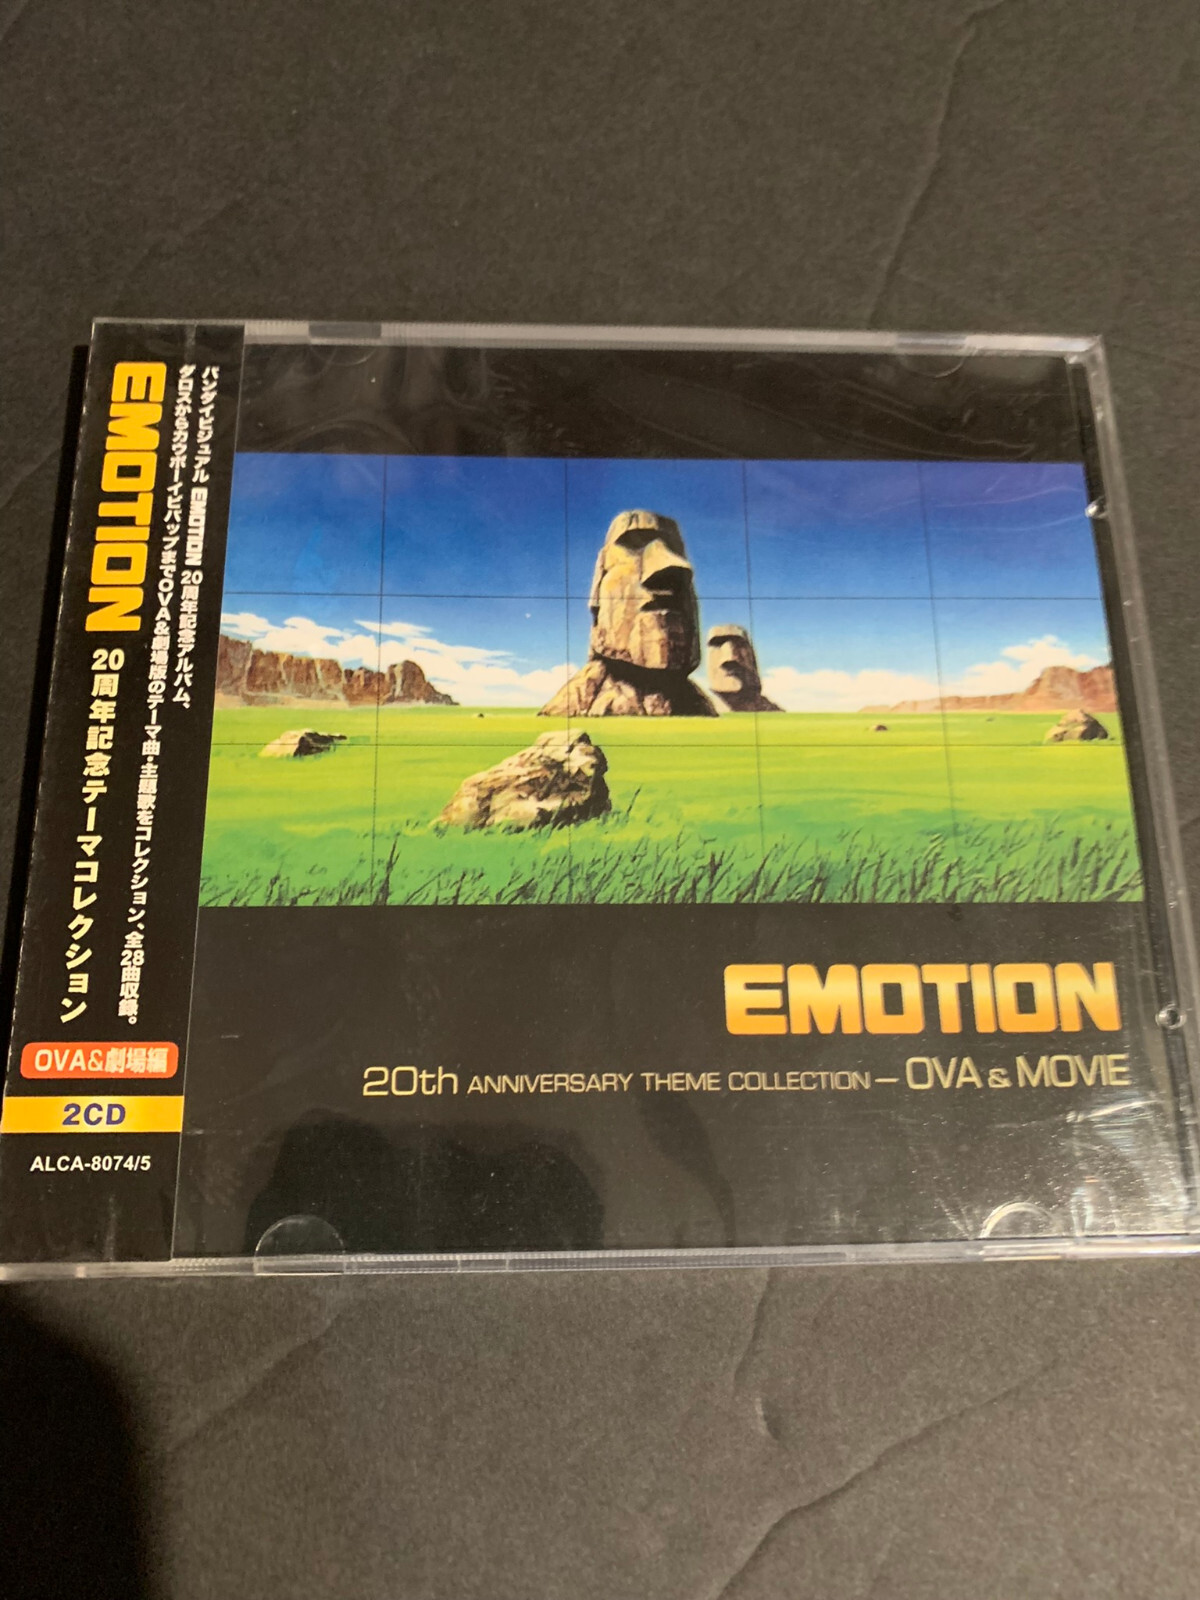 バンダイビジュアル EMOTION 20周年記念アルバム、
ダロスからカウボーイビバップまでOVA&劇場版のテーマ曲・主題歌をコレクション、全28曲収録。
EMOTION 20周年記念テーマコレクション
OVA&劇場編
2CD
ALCA-8074/5
EMOTION
20th ANNIVERSARY THEME COLLECTION – OVA & MOVIE